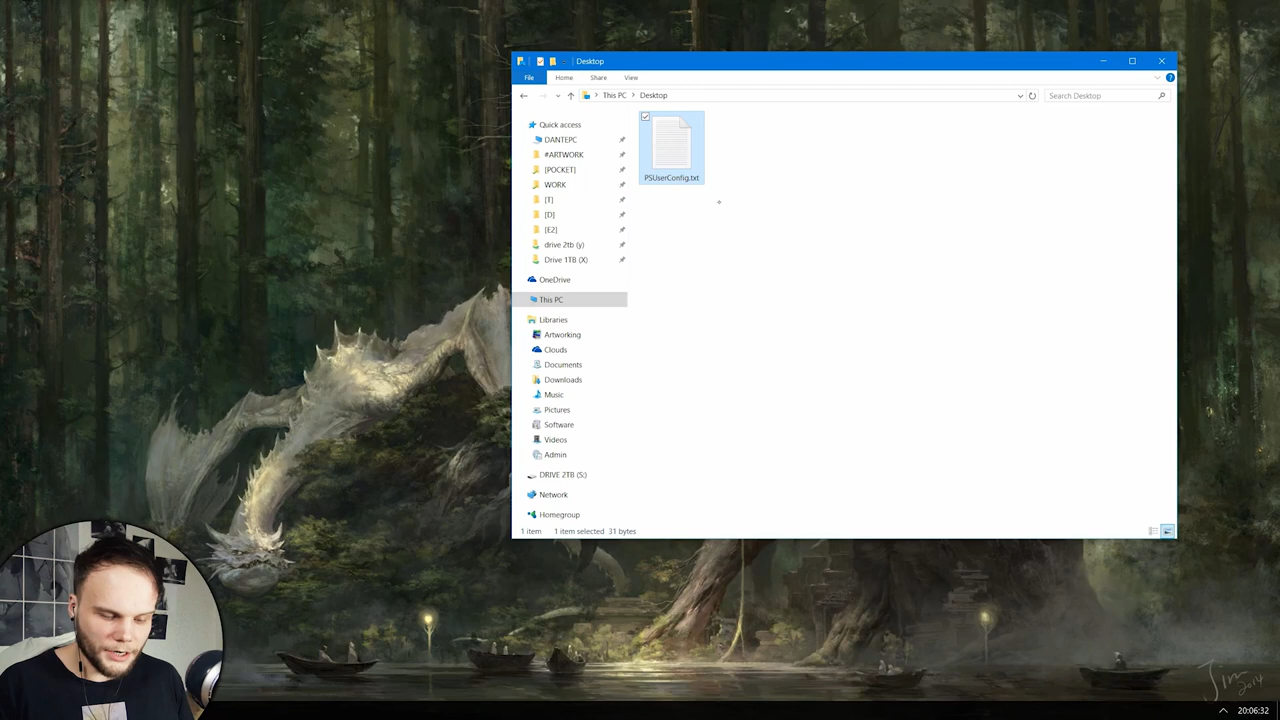 Desktop
File
Home
Share
View
This PC
Desktop
Search Desktop
Quick access
DANTEPC
#ARTWORK
[POCKET]
WORK
[T]
[D]
[E2]
drive 2tb (y)
Drive 1TB (X)
OneDrive
This PC
Libraries
Artworking
Clouds
Documents
Downloads
Music
Pictures
Software
Videos
Admin
DRIVE 2TB (S:)
Network
Homegroup
PSUserConfig.txt
1 item
1 item selected 31 bytes
2014
20:06:32